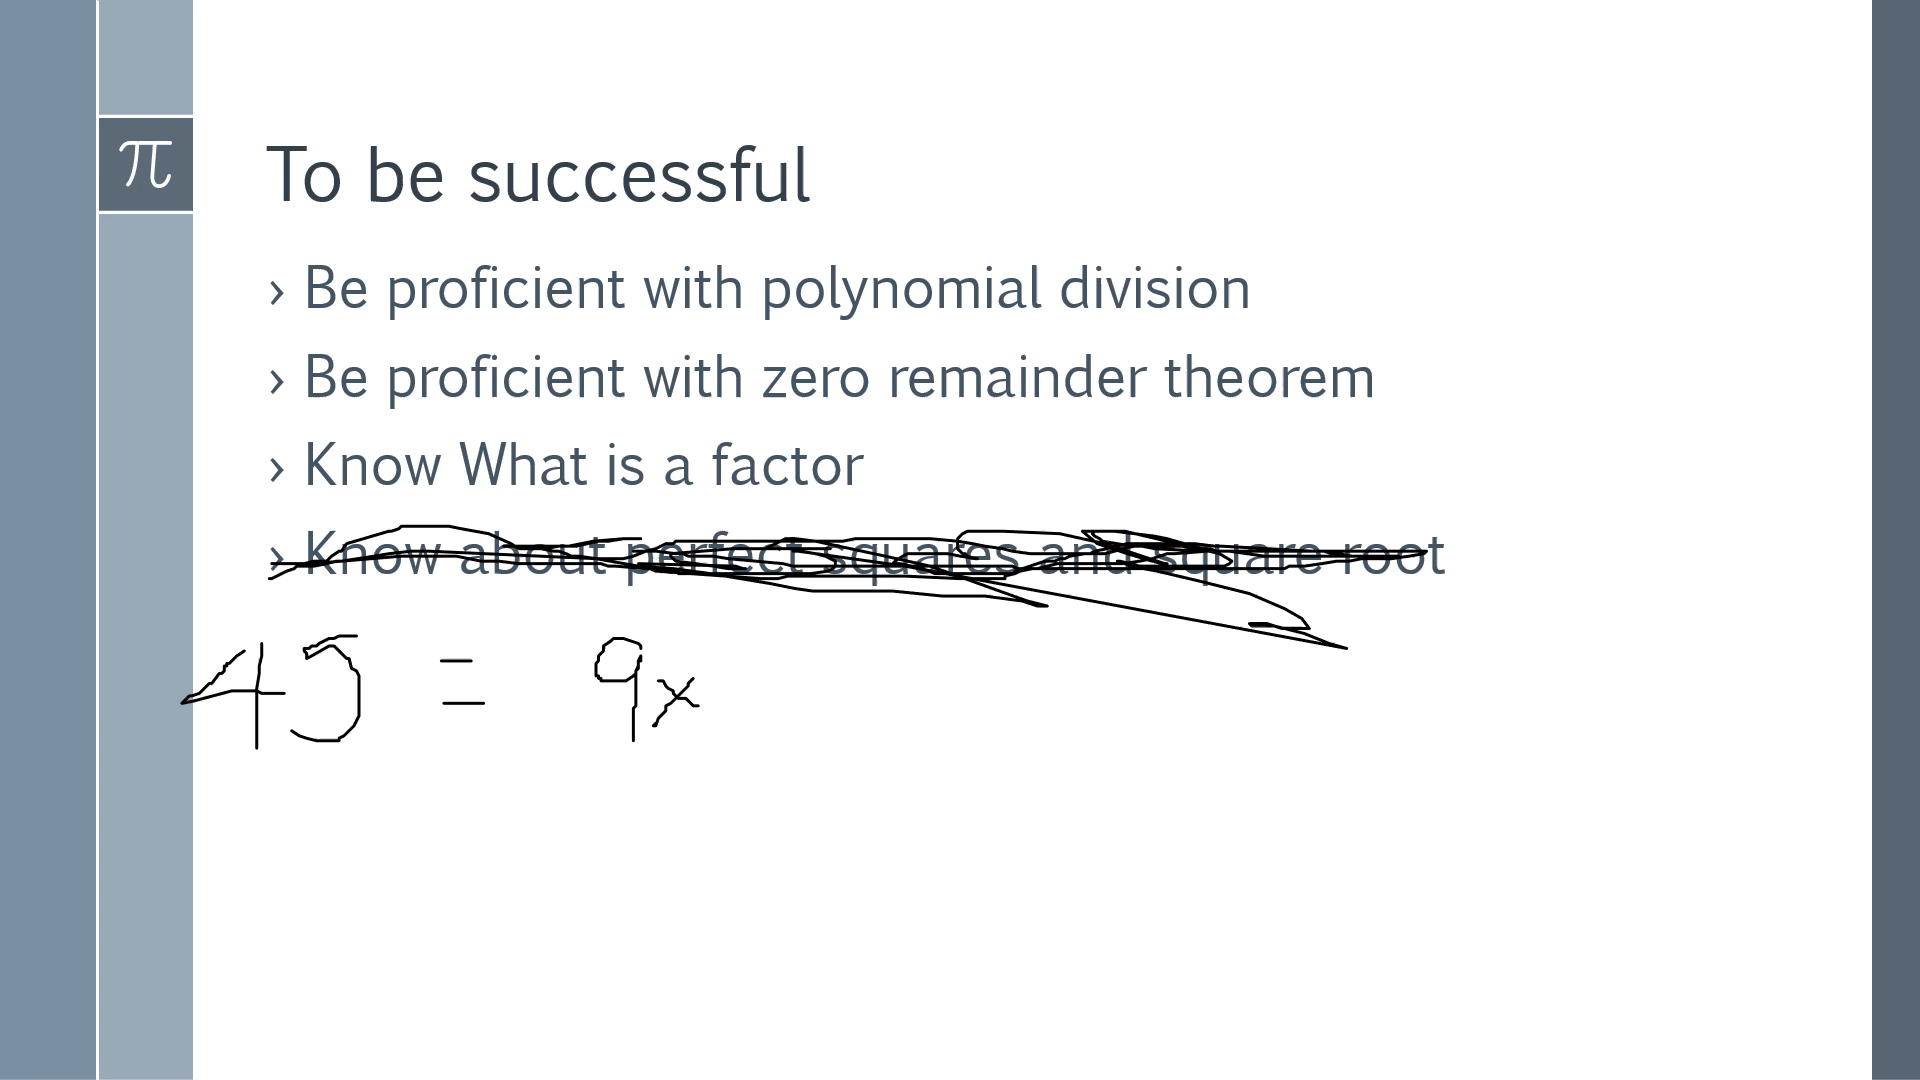 π
To be successful
› Be proficient with polynomial division
› Be proficient with zero remainder theorem
› Know What is a factor
› Know about perfect squares and square root
45 = 9x